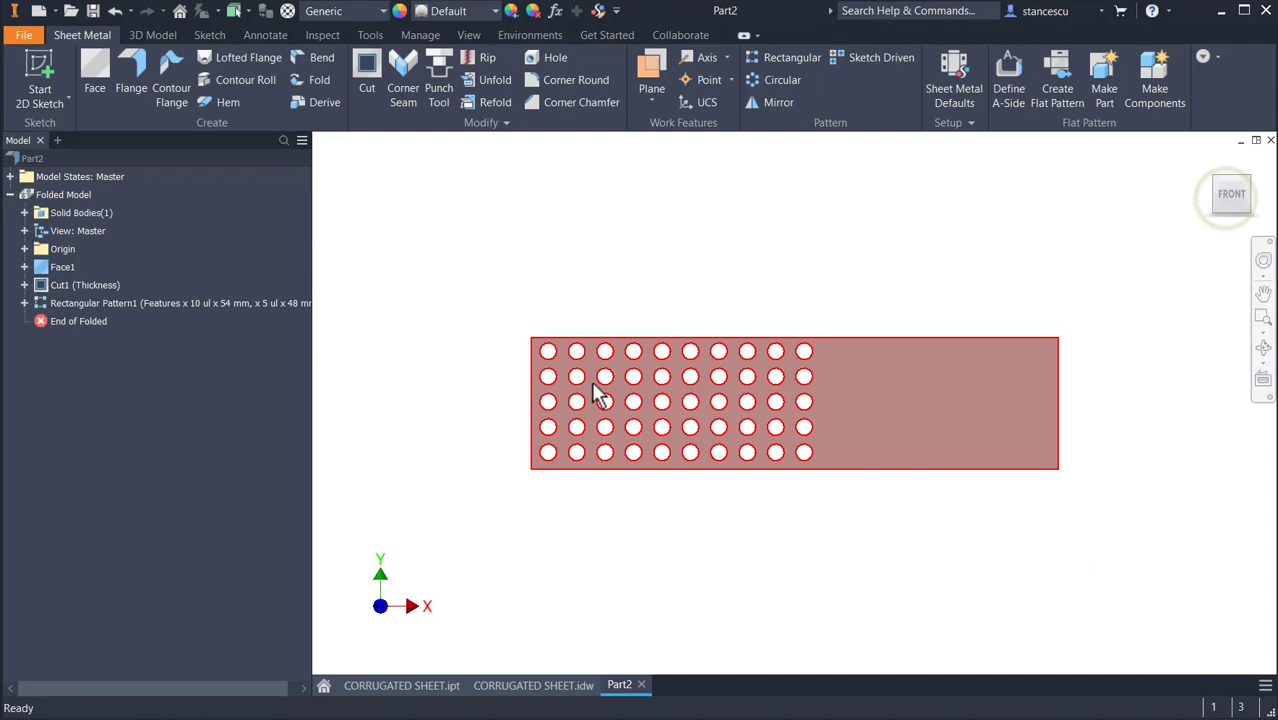 Generic
Default
Part2
Search Help & Commands...
stancescu
File
Sheet Metal
3D Model
Sketch
Annotate
Inspect
Tools
Manage
View
Environments
Get Started
Collaborate
Start
2D Sketch
Face
Flange
Contour
Flange
Lofted Flange
Contour Roll
Hem
Bend
Fold
Derive
Cut
Corner
Seam
Punch
Tool
Rip
Unfold
Refold
Hole
Corner Round
Corner Chamfer
Plane
Axis
Point
UCS
Rectangular
Circular
Mirror
Sketch Driven
Sheet Metal
Defaults
Define
A-Side
Create
Flat Pattern
Make
Part
Make
Components
Sketch
Create
Modify
Work Features
Pattern
Setup
Flat Pattern
Model
Part2
Model States: Master
Folded Model
Solid Bodies(1)
View: Master
Origin
Face1
Cut1 (Thickness)
Rectangular Pattern1 (Features x 10 ul x 54 mm, x 5 ul x 48 mm
End of Folded
FRONT
Y
X
CORRUGATED SHEET.ipt
CORRUGATED SHEET.idw
Part2
Ready
1
3